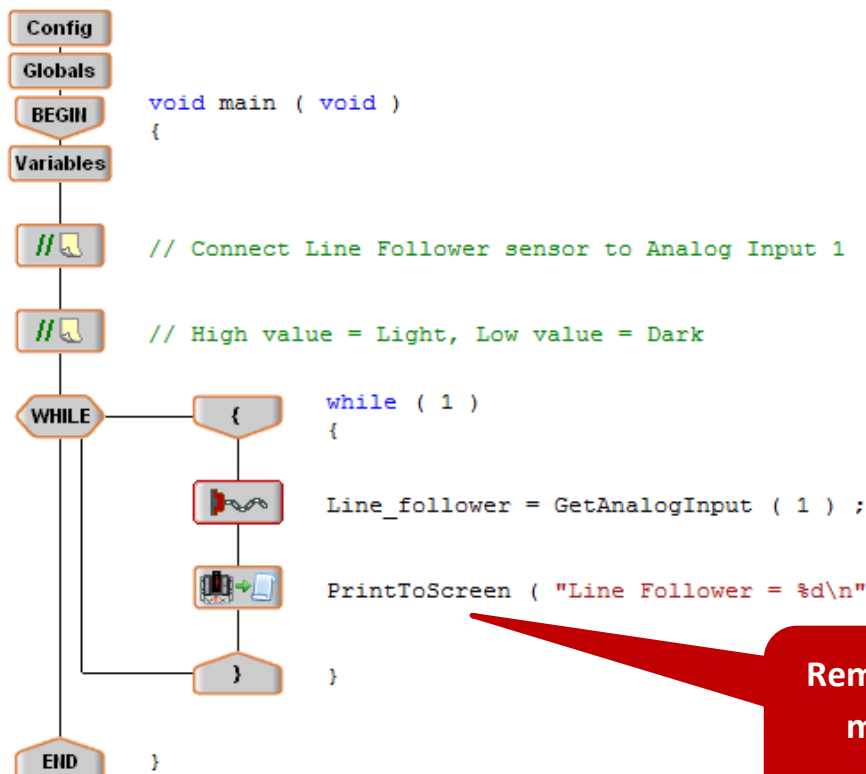 Config
Globals
BEGIN
void main ( void )
{
Variables
// // Connect Line Follower sensor to Analog Input 1
// // High value = Light, Low value = Dark
WHILE { while ( 1 )
{
Line_follower = GetAnalogInput ( 1 ) ;
PrintToScreen ( "Line Follower = %d\n"
} }
END }